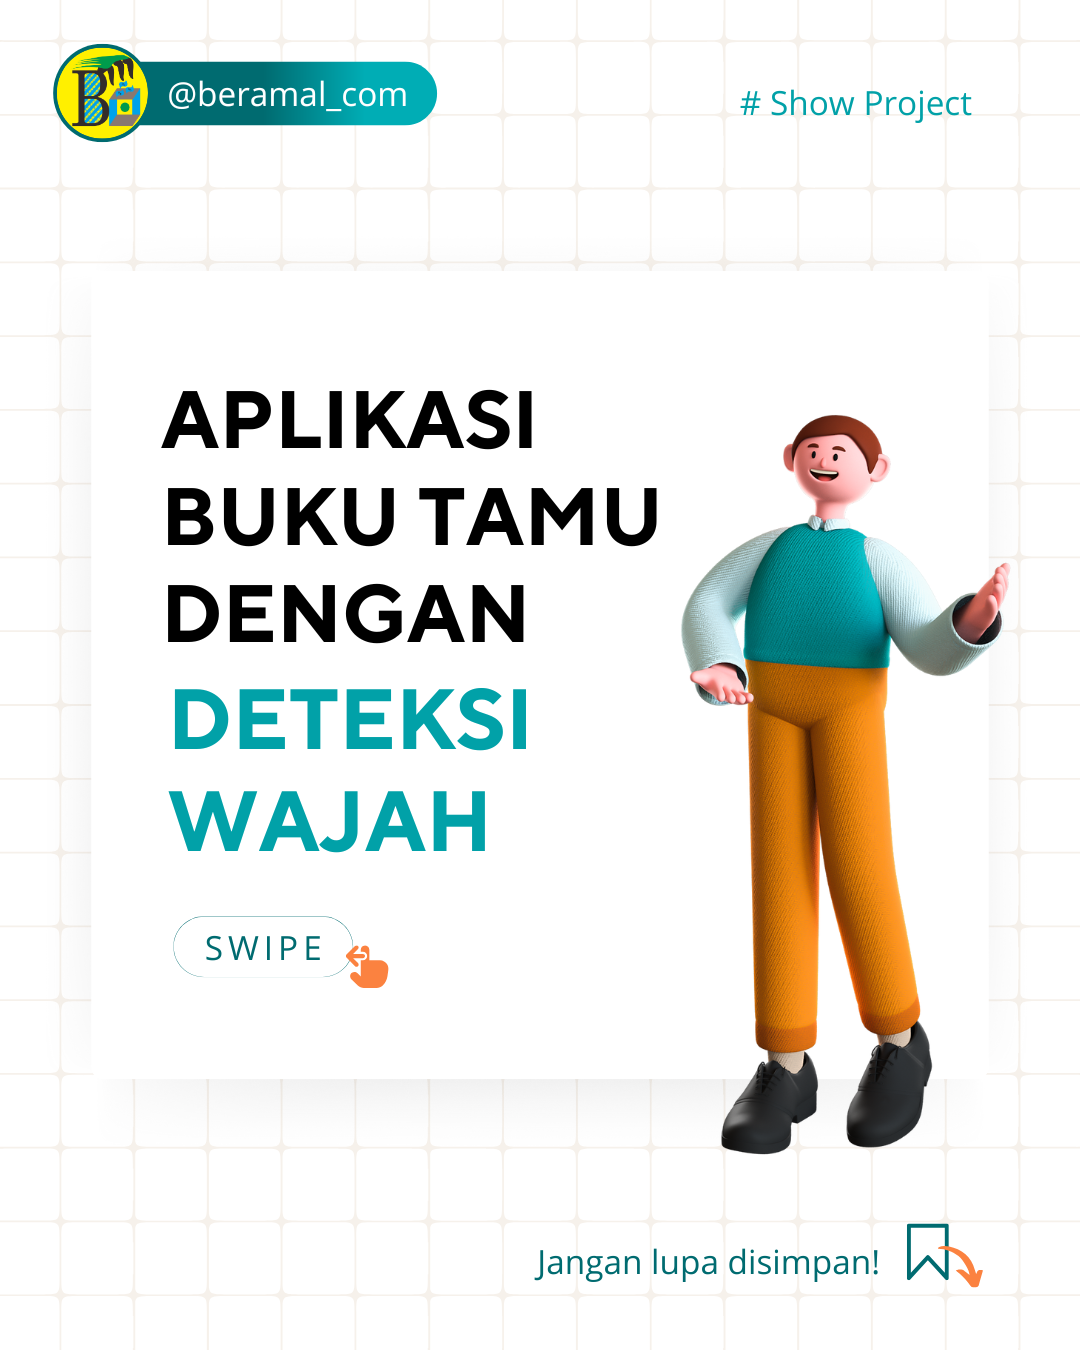 @beramal_com
# Show Project
APLIKASI
BUKU TAMU
DENGAN
DETEKSI
WAJAH
SWIPE
Jangan lupa disimpan!